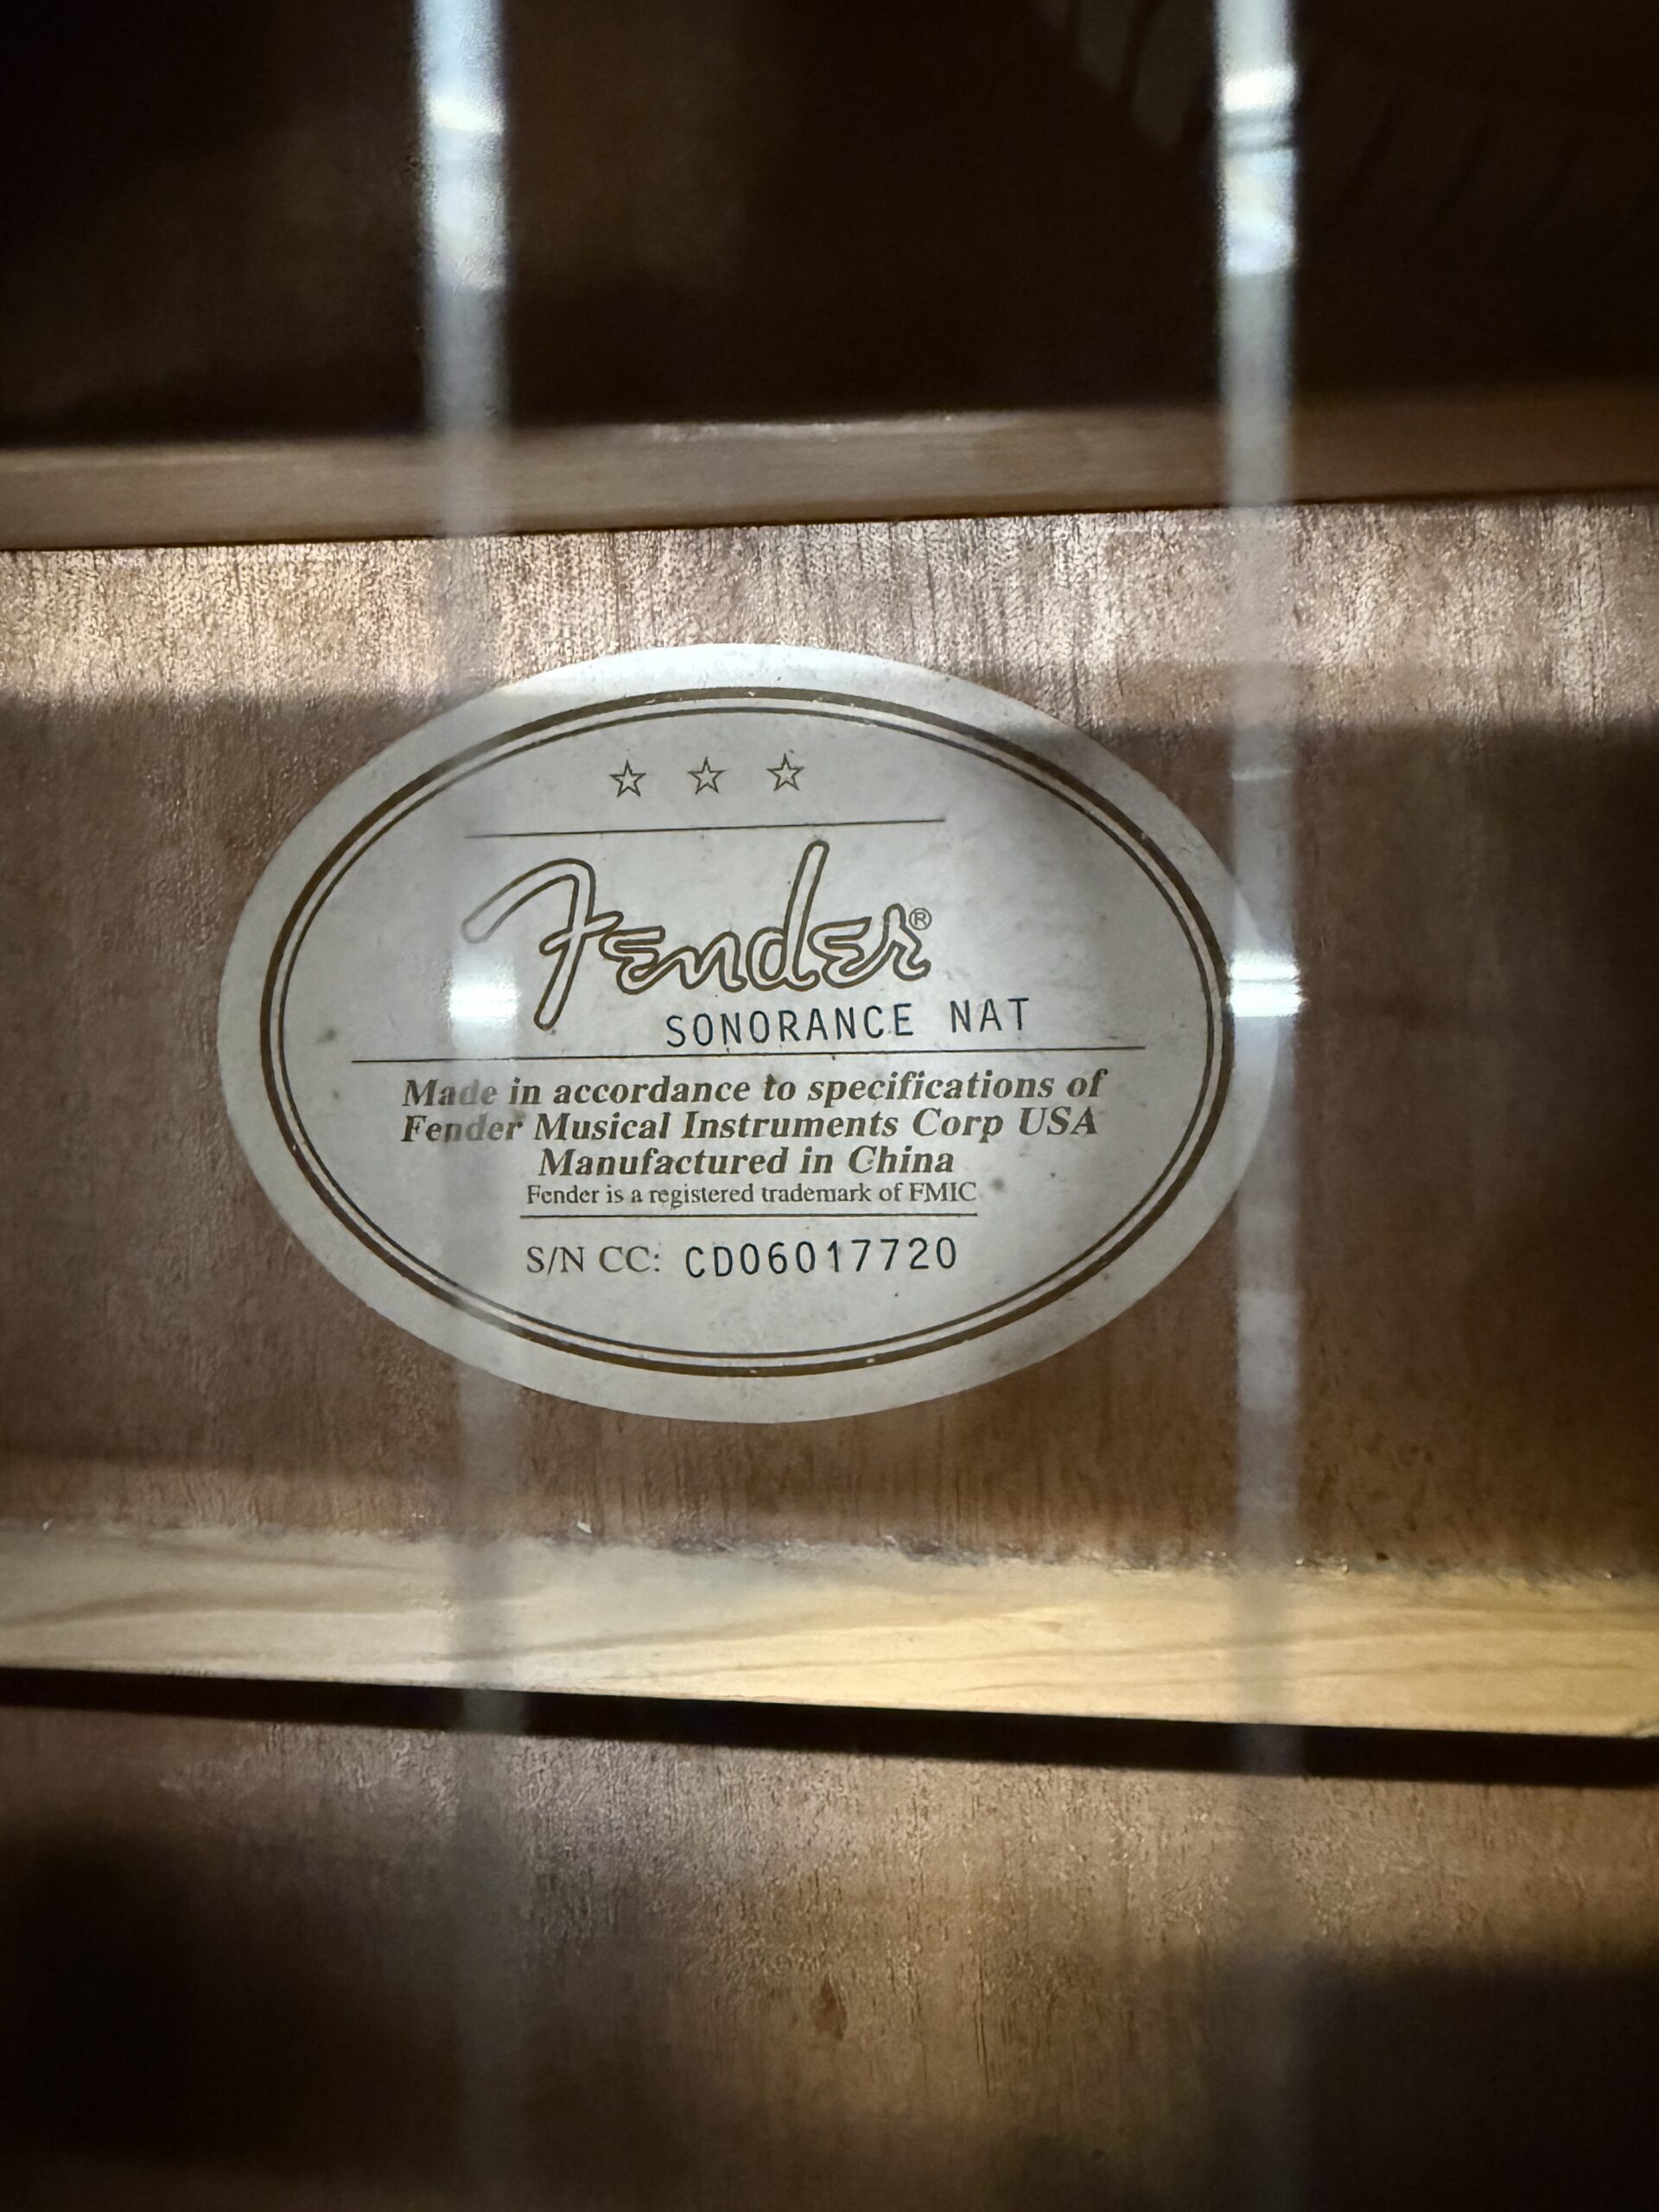 Fender®
SONORANCE NAT
Made in accordance to specifications of
Fender Musical Instruments Corp USA
Manufactured in China
Fender is a registered trademark of FMIC
S/N CC: CD06017720